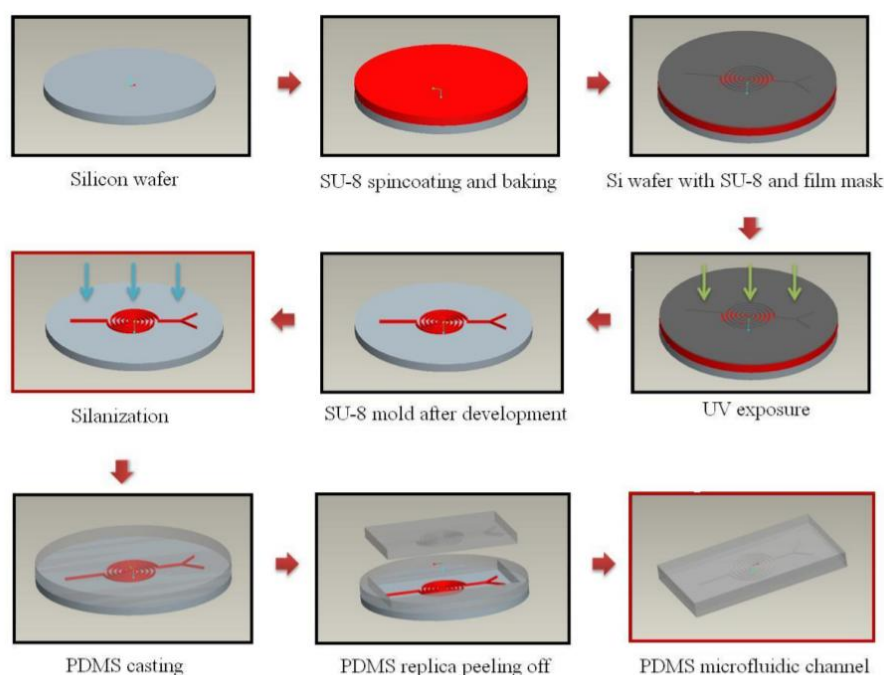 Silicon wafer
SU-8 spincoating and baking
Si wafer with SU-8 and film mask
Silanization
SU-8 mold after development
UV exposure
PDMS casting
PDMS replica peeling off
PDMS microfluidic channel